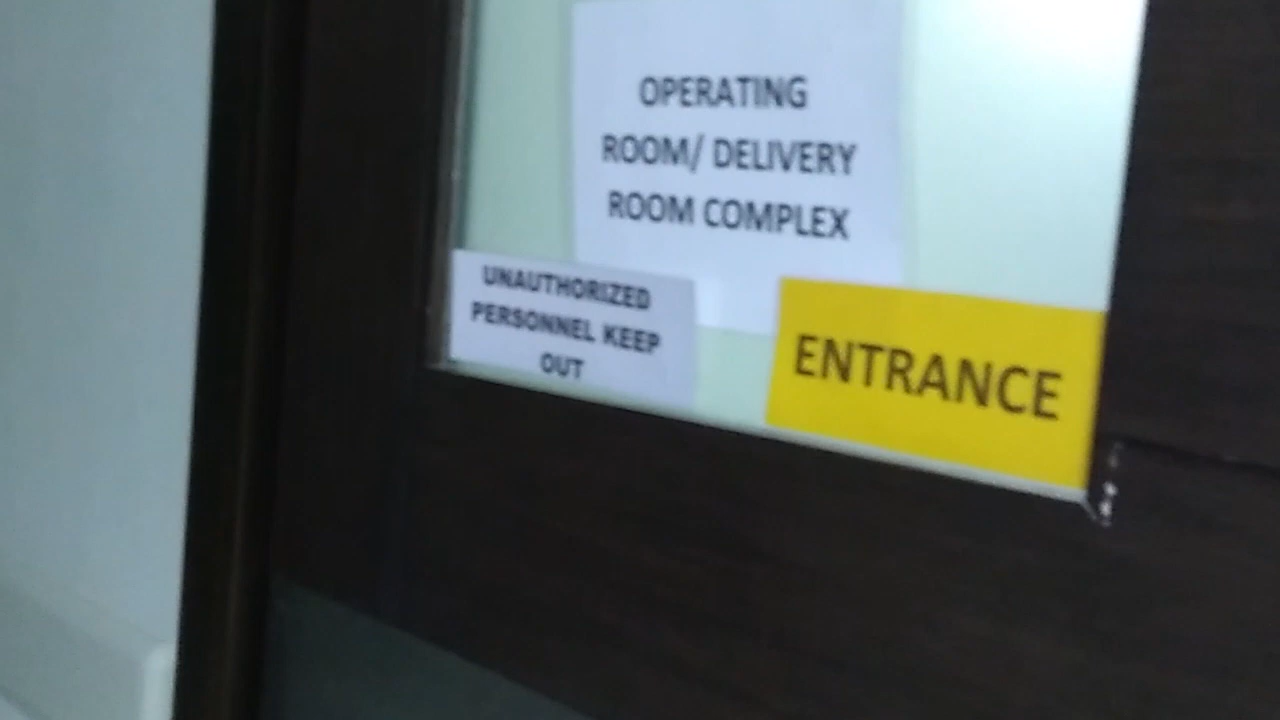 OPERATING
ROOM/ DELIVERY
ROOM COMPLEX
UNAUTHORIZED
PERSONNEL KEEP
OUT
ENTRANCE